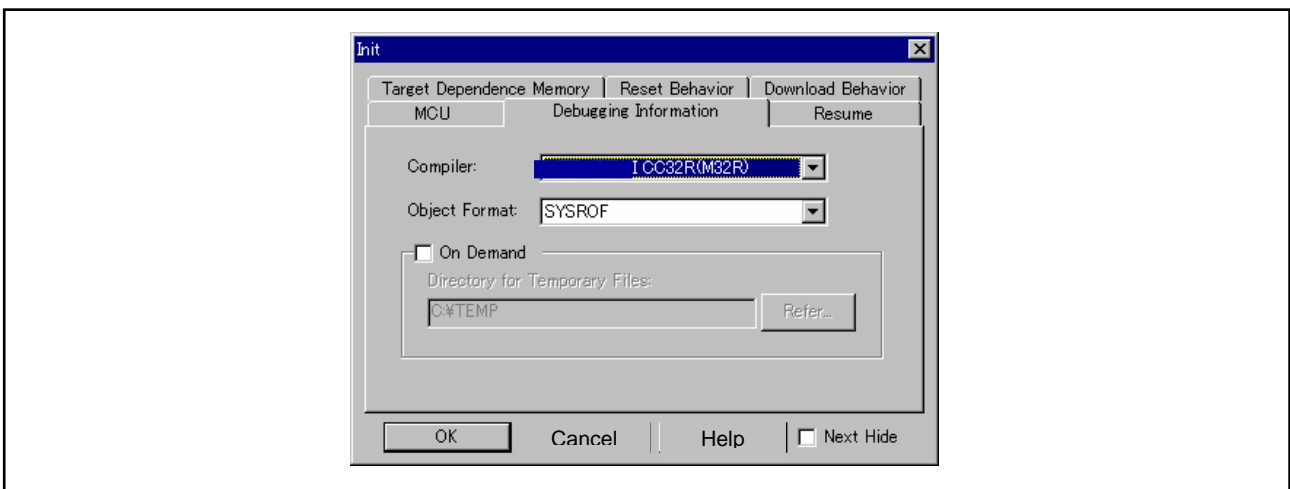 Init
Target Dependence Memory Reset Behavior Download Behavior
MCU Debugging Information Resume
Compiler: I CC32R(M32R)
Object Format: SYSROF
On Demand
Directory for Temporary Files:
C:¥TEMP Refer...
OK Cancel Help Next Hide